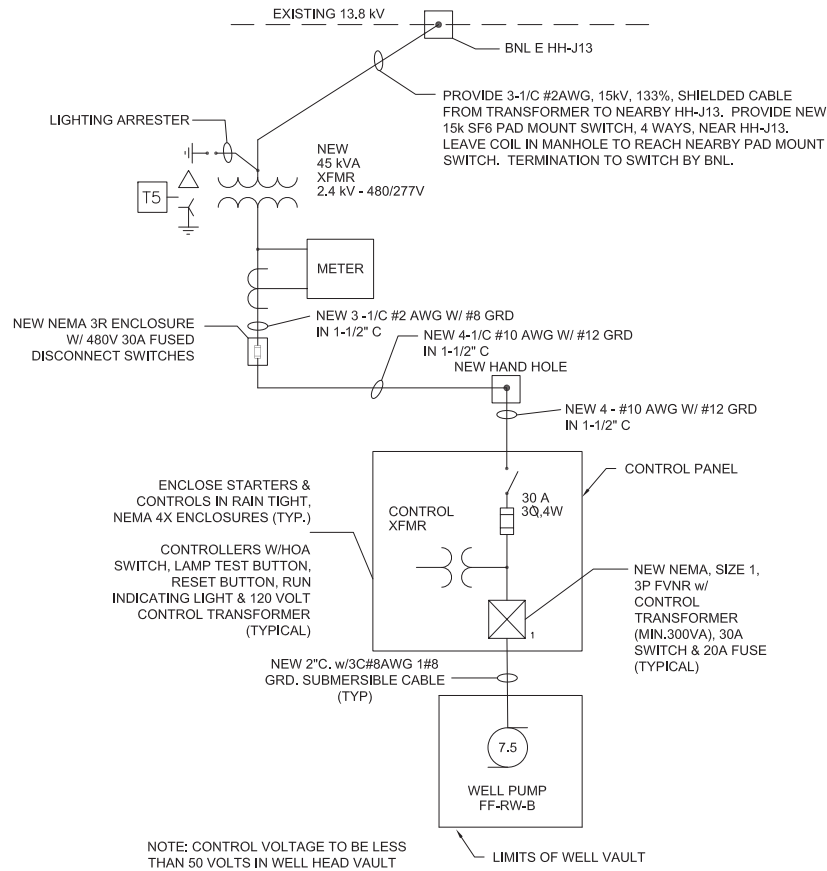 EXISTING 13.8 kV
BNL E HH-J13
PROVIDE 3-1/C #2AWG, 15kV, 133%, SHIELDED CABLE
FROM TRANSFORMER TO NEARBY HH-J13. PROVIDE NEW
15k SF6 PAD MOUNT SWITCH, 4 WAYS, NEAR HH-J13.
LEAVE COIL IN MANHOLE TO REACH NEARBY PAD MOUNT
SWITCH. TERMINATION TO SWITCH BY BNL.
LIGHTING ARRESTER
NEW
45 kVA
XFMR
2.4 kV - 480/277V
T5
METER
NEW 3 -1/C #2 AWG W/ #8 GRD
IN 1-1/2" C
NEW NEMA 3R ENCLOSURE
W/ 480V 30A FUSED
DISCONNECT SWITCHES
NEW 4-1/C #10 AWG W/ #12 GRD
IN 1-1/2" C
NEW HAND HOLE
NEW 4 - #10 AWG W/ #12 GRD
IN 1-1/2" C
CONTROL PANEL
ENCLOSE STARTERS &
CONTROLS IN RAIN TIGHT,
NEMA 4X ENCLOSURES (TYP.)
CONTROLLERS W/HOA
SWITCH, LAMP TEST BUTTON,
RESET BUTTON, RUN
INDICATING LIGHT & 120 VOLT
CONTROL TRANSFORMER
(TYPICAL)
CONTROL
XFMR
30 A
3Q,4W
1
NEW NEMA, SIZE 1,
3P FVNR w/
CONTROL
TRANSFORMER
(MIN.300VA), 30A
SWITCH & 20A FUSE
(TYPICAL)
NEW 2"C. w/3C#8AWG 1#8
GRD. SUBMERSIBLE CABLE
(TYP)
7.5
WELL PUMP
FF-RW-B
NOTE: CONTROL VOLTAGE TO BE LESS
THAN 50 VOLTS IN WELL HEAD VAULT
LIMITS OF WELL VAULT